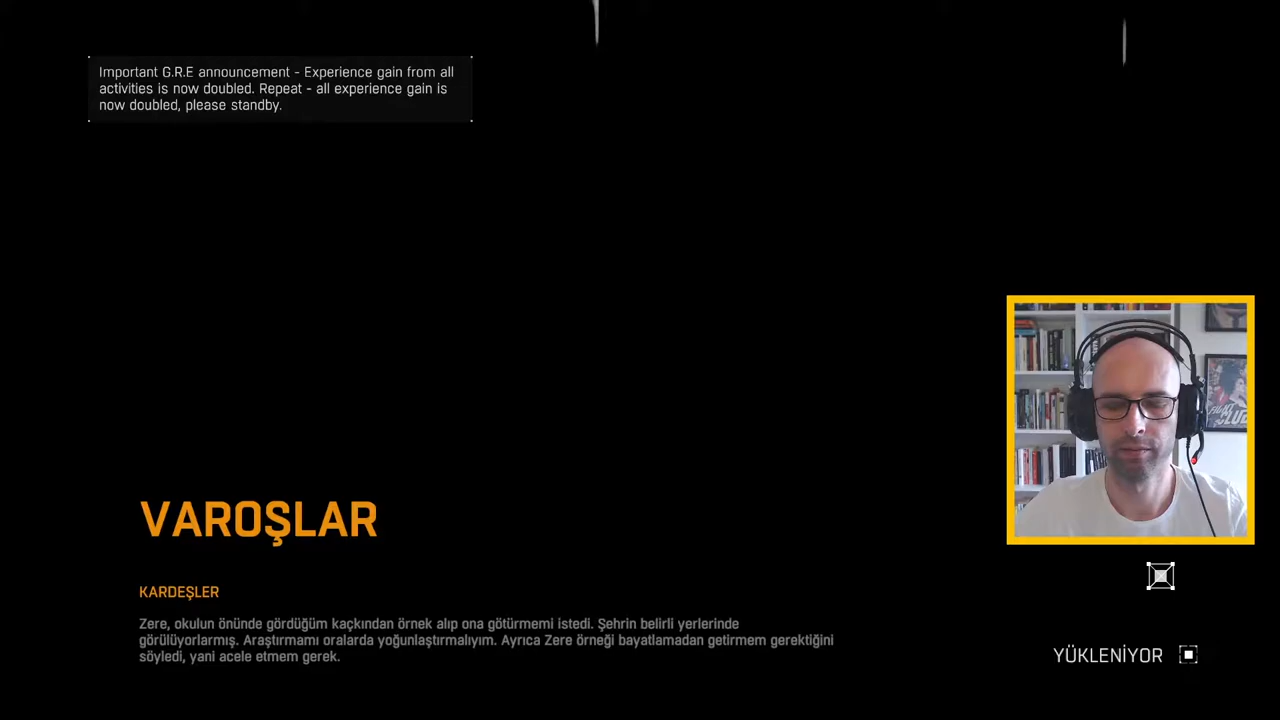 Important G.R.E announcement - Experience gain from all
activities is now doubled. Repeat - all experience gain is
now doubled, please standby.
FIGHT
CLUB
VAROŞLAR
KARDEŞLER
Zere, okulun önünde gördüğüm kaçkından örnek alıp ona götürmemi istedi. Şehrin belirli yerlerinde
görülüyorlarmış. Araştırmamı oralarda yoğunlaştırmalıyım. Ayrıca Zere örneği bayatlamadan getirmem gerektiğini
söyledi, yani acele etmem gerek.
YÜKLENİYOR